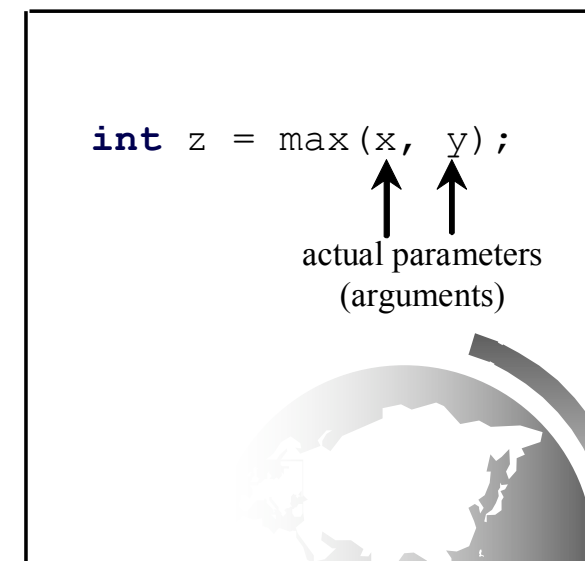 int z = max(x, y);
actual parameters
(arguments)